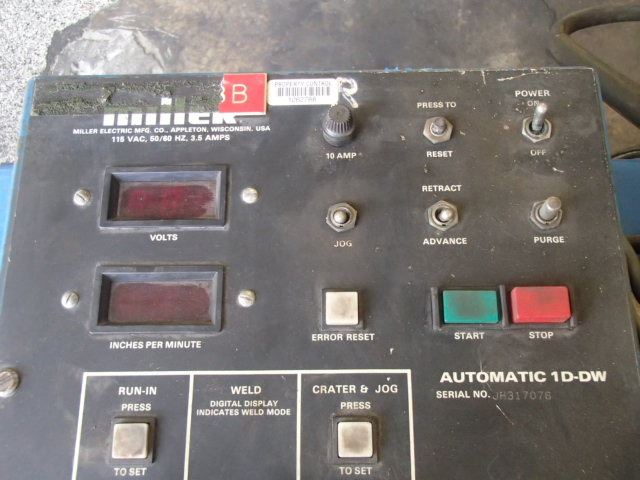 B
PROPERTY CONTROL
miller
MILLER ELECTRIC MFG. CO., APPLETON, WISCONSIN, USA
115 VAC, 50/60 HZ, 3.5 AMPS
10 AMP
PRESS TO
RESET
POWER
ON
OFF
VOLTS
JOG
RETRACT
ADVANCE
PURGE
INCHES PER MINUTE
ERROR RESET
START
STOP
AUTOMATIC 1D-DW
SERIAL NO. JH317076
RUN-IN
PRESS
TO SET
WELD
DIGITAL DISPLAY
INDICATES WELD MODE
CRATER & JOG
PRESS
TO SET